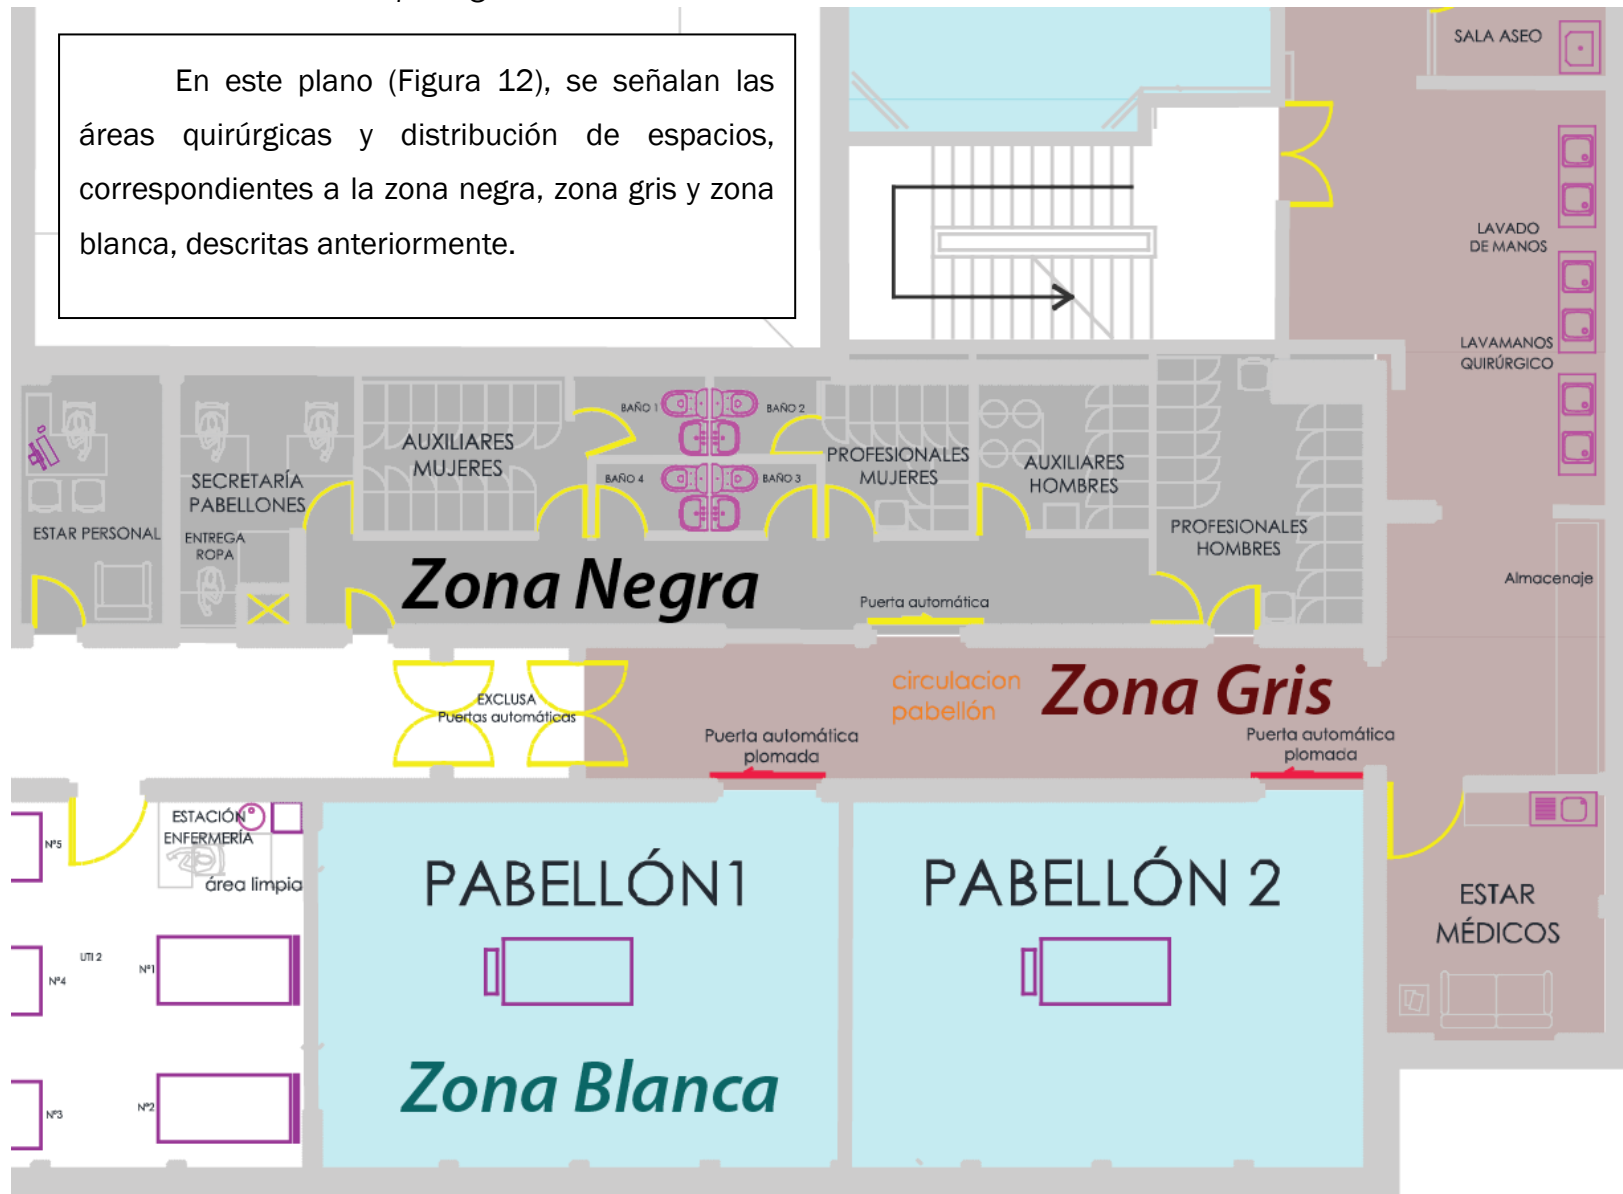 En este plano (Figura 12), se señalan las
áreas quirúrgicas y distribución de espacios,
correspondientes a la zona negra, zona gris y zona
blanca, descritas anteriormente.
SALA ASEO
LAVADO
DE MANOS
LAVAMANOS
QUIRÚRGICO
Almacenaje
ESTAR PERSONAL
SECRETARÍA
PABELLONES
ENTREGA
ROPA
AUXILIARES
MUJERES
BAÑO 1
BAÑO 2
BAÑO 4
BAÑO 3
PROFESIONALES
MUJERES
AUXILIARES
HOMBRES
PROFESIONALES
HOMBRES
Zona Negra
Puerta automática
EXCLUSA
Puertas automáticas
circulacion
pabellón
Zona Gris
Puerta automática
plomada
Puerta automática
plomada
ESTACIÓN
ENFERMERÍA
área limpia
Nº5
UTI 2
Nº1
Nº4
Nº3
Nº2
PABELLÓN1
PABELLÓN 2
Zona Blanca
ESTAR
MÉDICOS